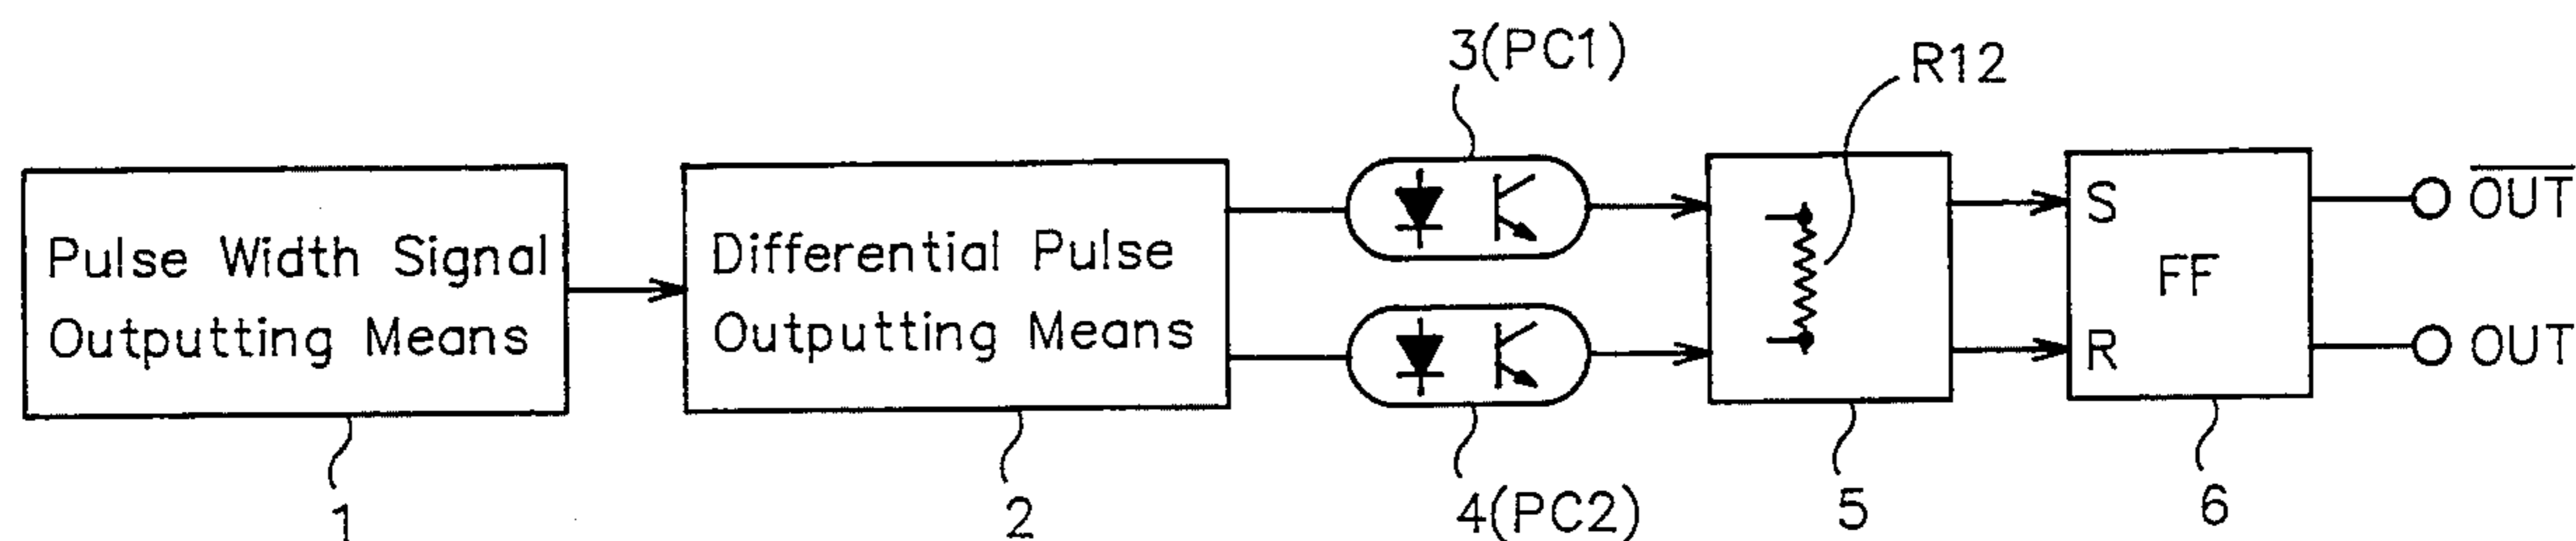 3(PC1)
R12
Pulse Width Signal
Outputting Means
Differential Pulse
Outputting Means
S
R
FF
O̅U̅T̅
OUT
1
2
4(PC2)
5
6